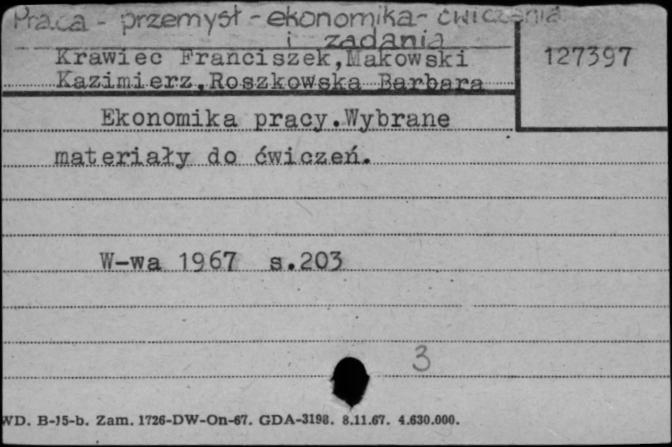 Praca - przemysł - ekonomika - ćwiczenia
i zadania
Krawiec Franciszek,Makowski
127397
Kazimierz,Roszkowska Barbara
Ekonomika pracy.Wybrane
materiały do ćwiczeń.
W-wa 1967 s.203
3
WD. B-15-b. Zam. 1726-DW-On-67. GDA-3198. 8.11.67. 4.630.000.